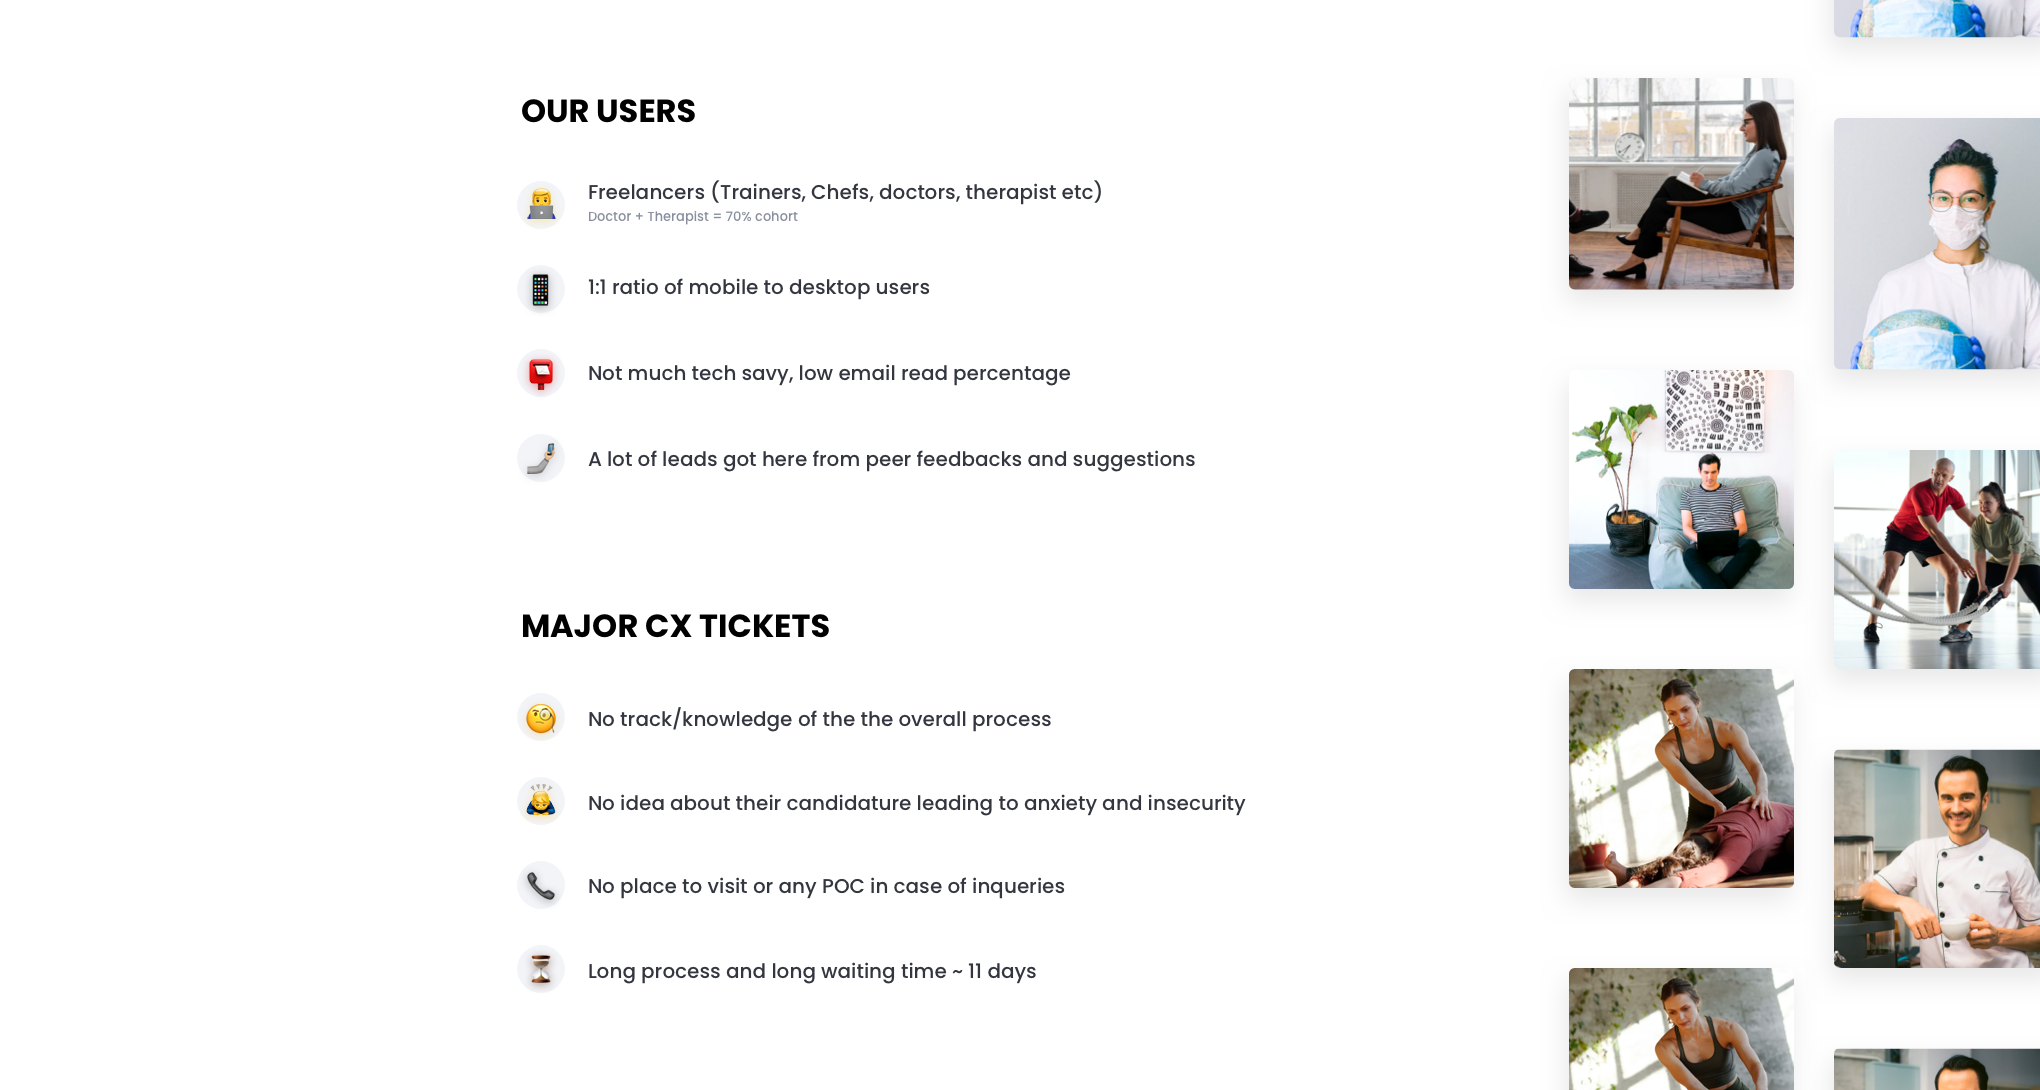 OUR USERS
Freelancers (Trainers, Chefs, doctors, therapist etc)
Doctor + Therapist = 70% cohort
1:1 ratio of mobile to desktop users
Not much tech savy, low email read percentage
A lot of leads got here from peer feedbacks and suggestions
MAJOR CX TICKETS
No track/knowledge of the the overall process
No idea about their candidature leading to anxiety and insecurity
No place to visit or any POC in case of inqueries
Long process and long waiting time ~ 11 days